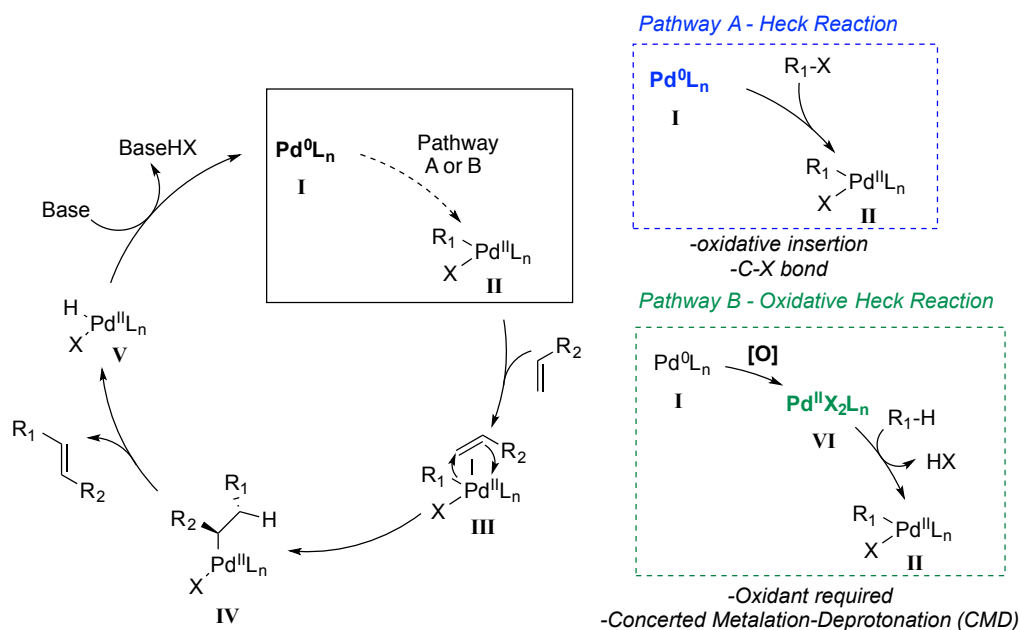 Pathway A - Heck Reaction
R₁-X
Pd⁰Lₙ
I
R₁
PdᴵᴵLₙ
X
II
-oxidative insertion
-C-X bond
BaseHX
Base
Pd⁰Lₙ
I
Pathway
A or B
R₁
PdᴵᴵLₙ
X
II
H
PdᴵᴵLₙ
X
V
R₂
R₁
R₂
R₂
R₁
PdᴵᴵLₙ
X
III
R₁
R₂
H
PdᴵᴵLₙ
X
IV
Pathway B - Oxidative Heck Reaction
Pd⁰Lₙ
[O]
I
PdᴵᴵX₂Lₙ
VI
R₁-H
HX
R₁
PdᴵᴵLₙ
X
II
-Oxidant required
-Concerted Metalation-Deprotonation (CMD)